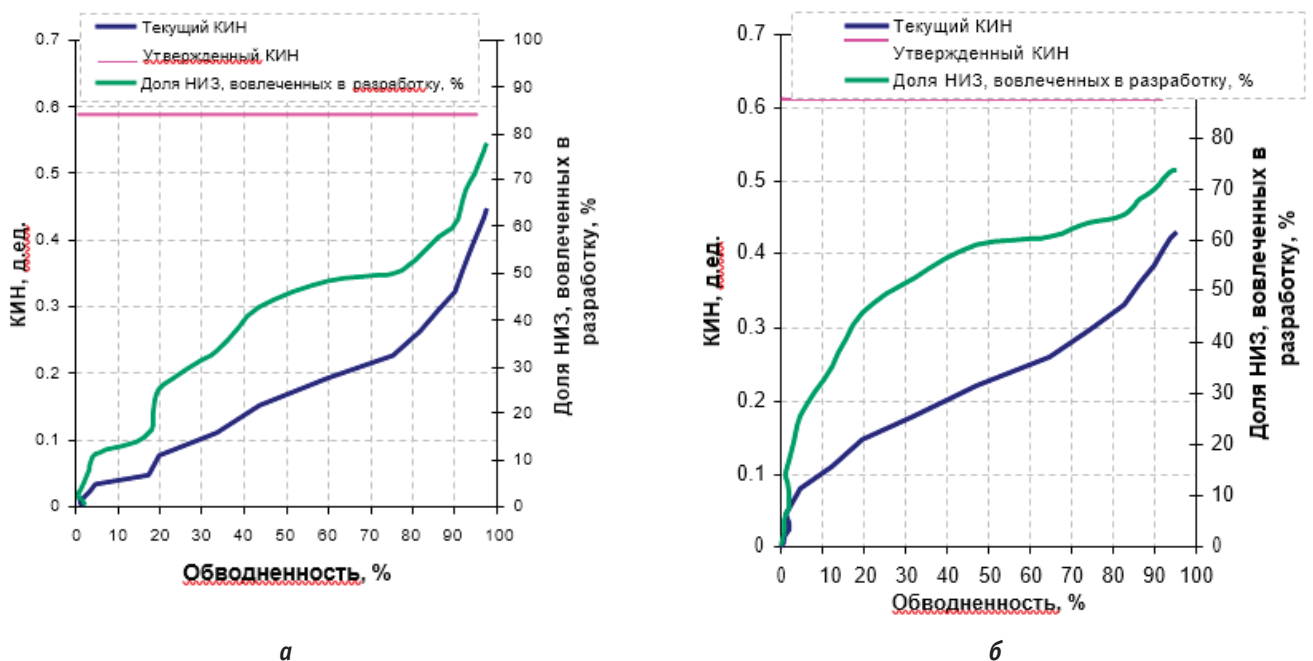 Текущий КИН
Утвержденный КИН
Доля НИЗ, вовлеченных в разработку, %
0.7
0.6
0.5
0.4
0.3
0.2
0.1
0
КИН, д.ед.
100
90
80
70
60
50
40
30
20
10
0
Доля НИЗ, вовлеченных в
разработку, %
0 10 20 30 40 50 60 70 80 90 100
Обводненность, %
а
Текущий КИН
Утвержденный КИН
Доля НИЗ, вовлеченных в разработку, %
0.7
0.6
0.5
0.4
0.3
0.2
0.1
0
КИН, д.ед.
80
70
60
50
40
30
20
10
0
Доля НИЗ, вовлеченных в
разработку, %
0 10 20 30 40 50 60 70 80 90 100
Обводненность, %
б